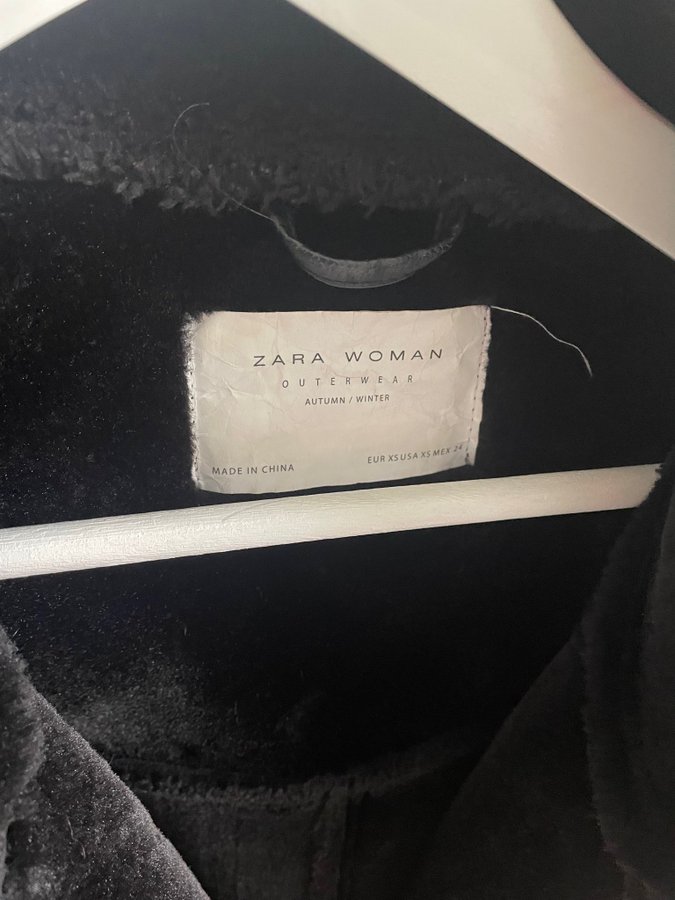 ZARA WOMAN
OUTERWEAR
AUTUMN / WINTER
MADE IN CHINA
EUR XS USA XS MEX 24